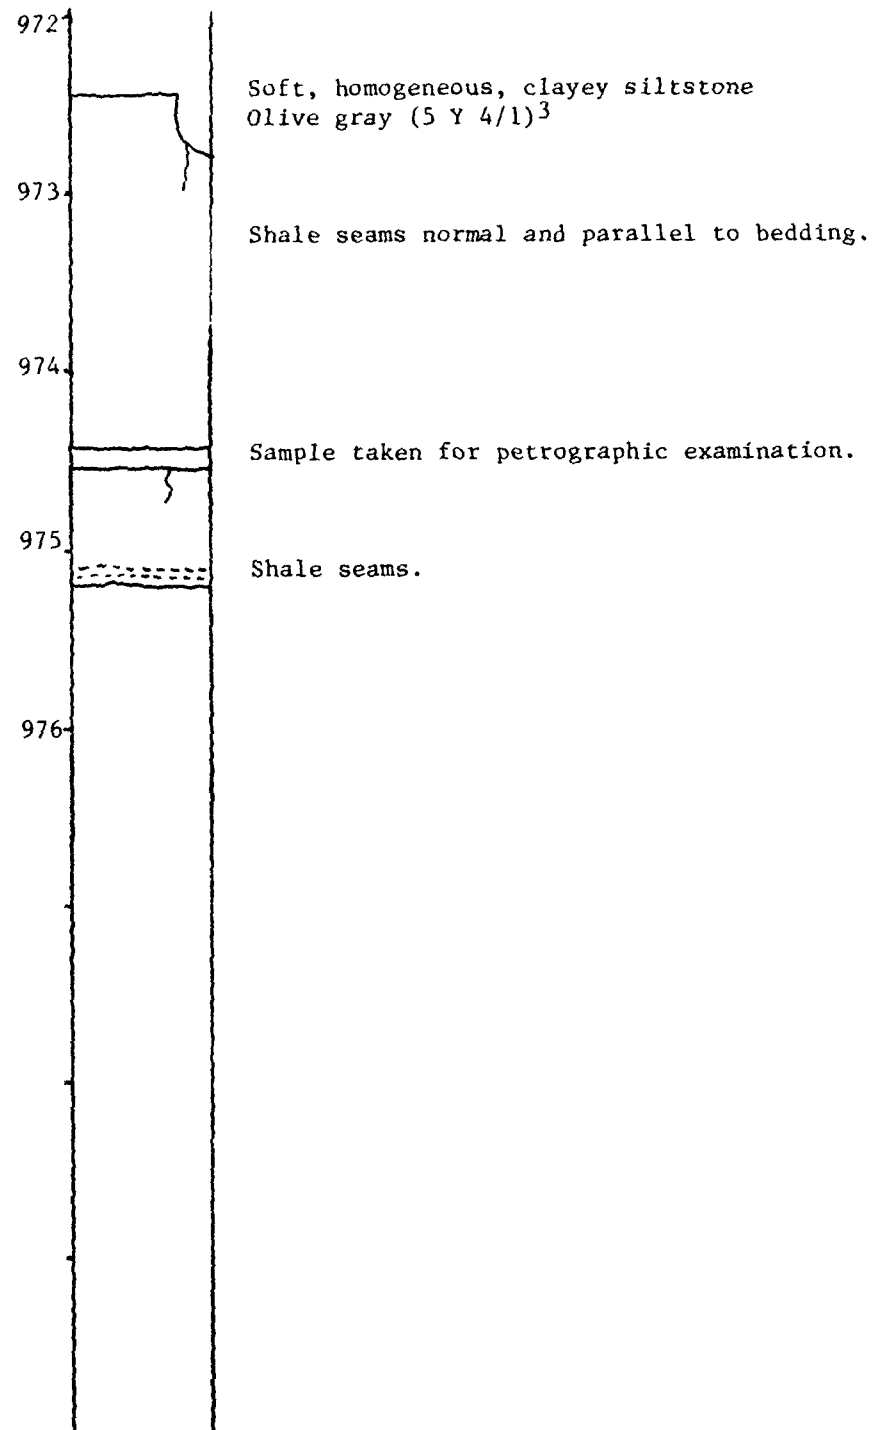 972
Soft, homogeneous, clayey siltstone
Olive gray (5 Y 4/1)3
973
Shale seams normal and parallel to bedding.
974
Sample taken for petrographic examination.
975
Shale seams.
976